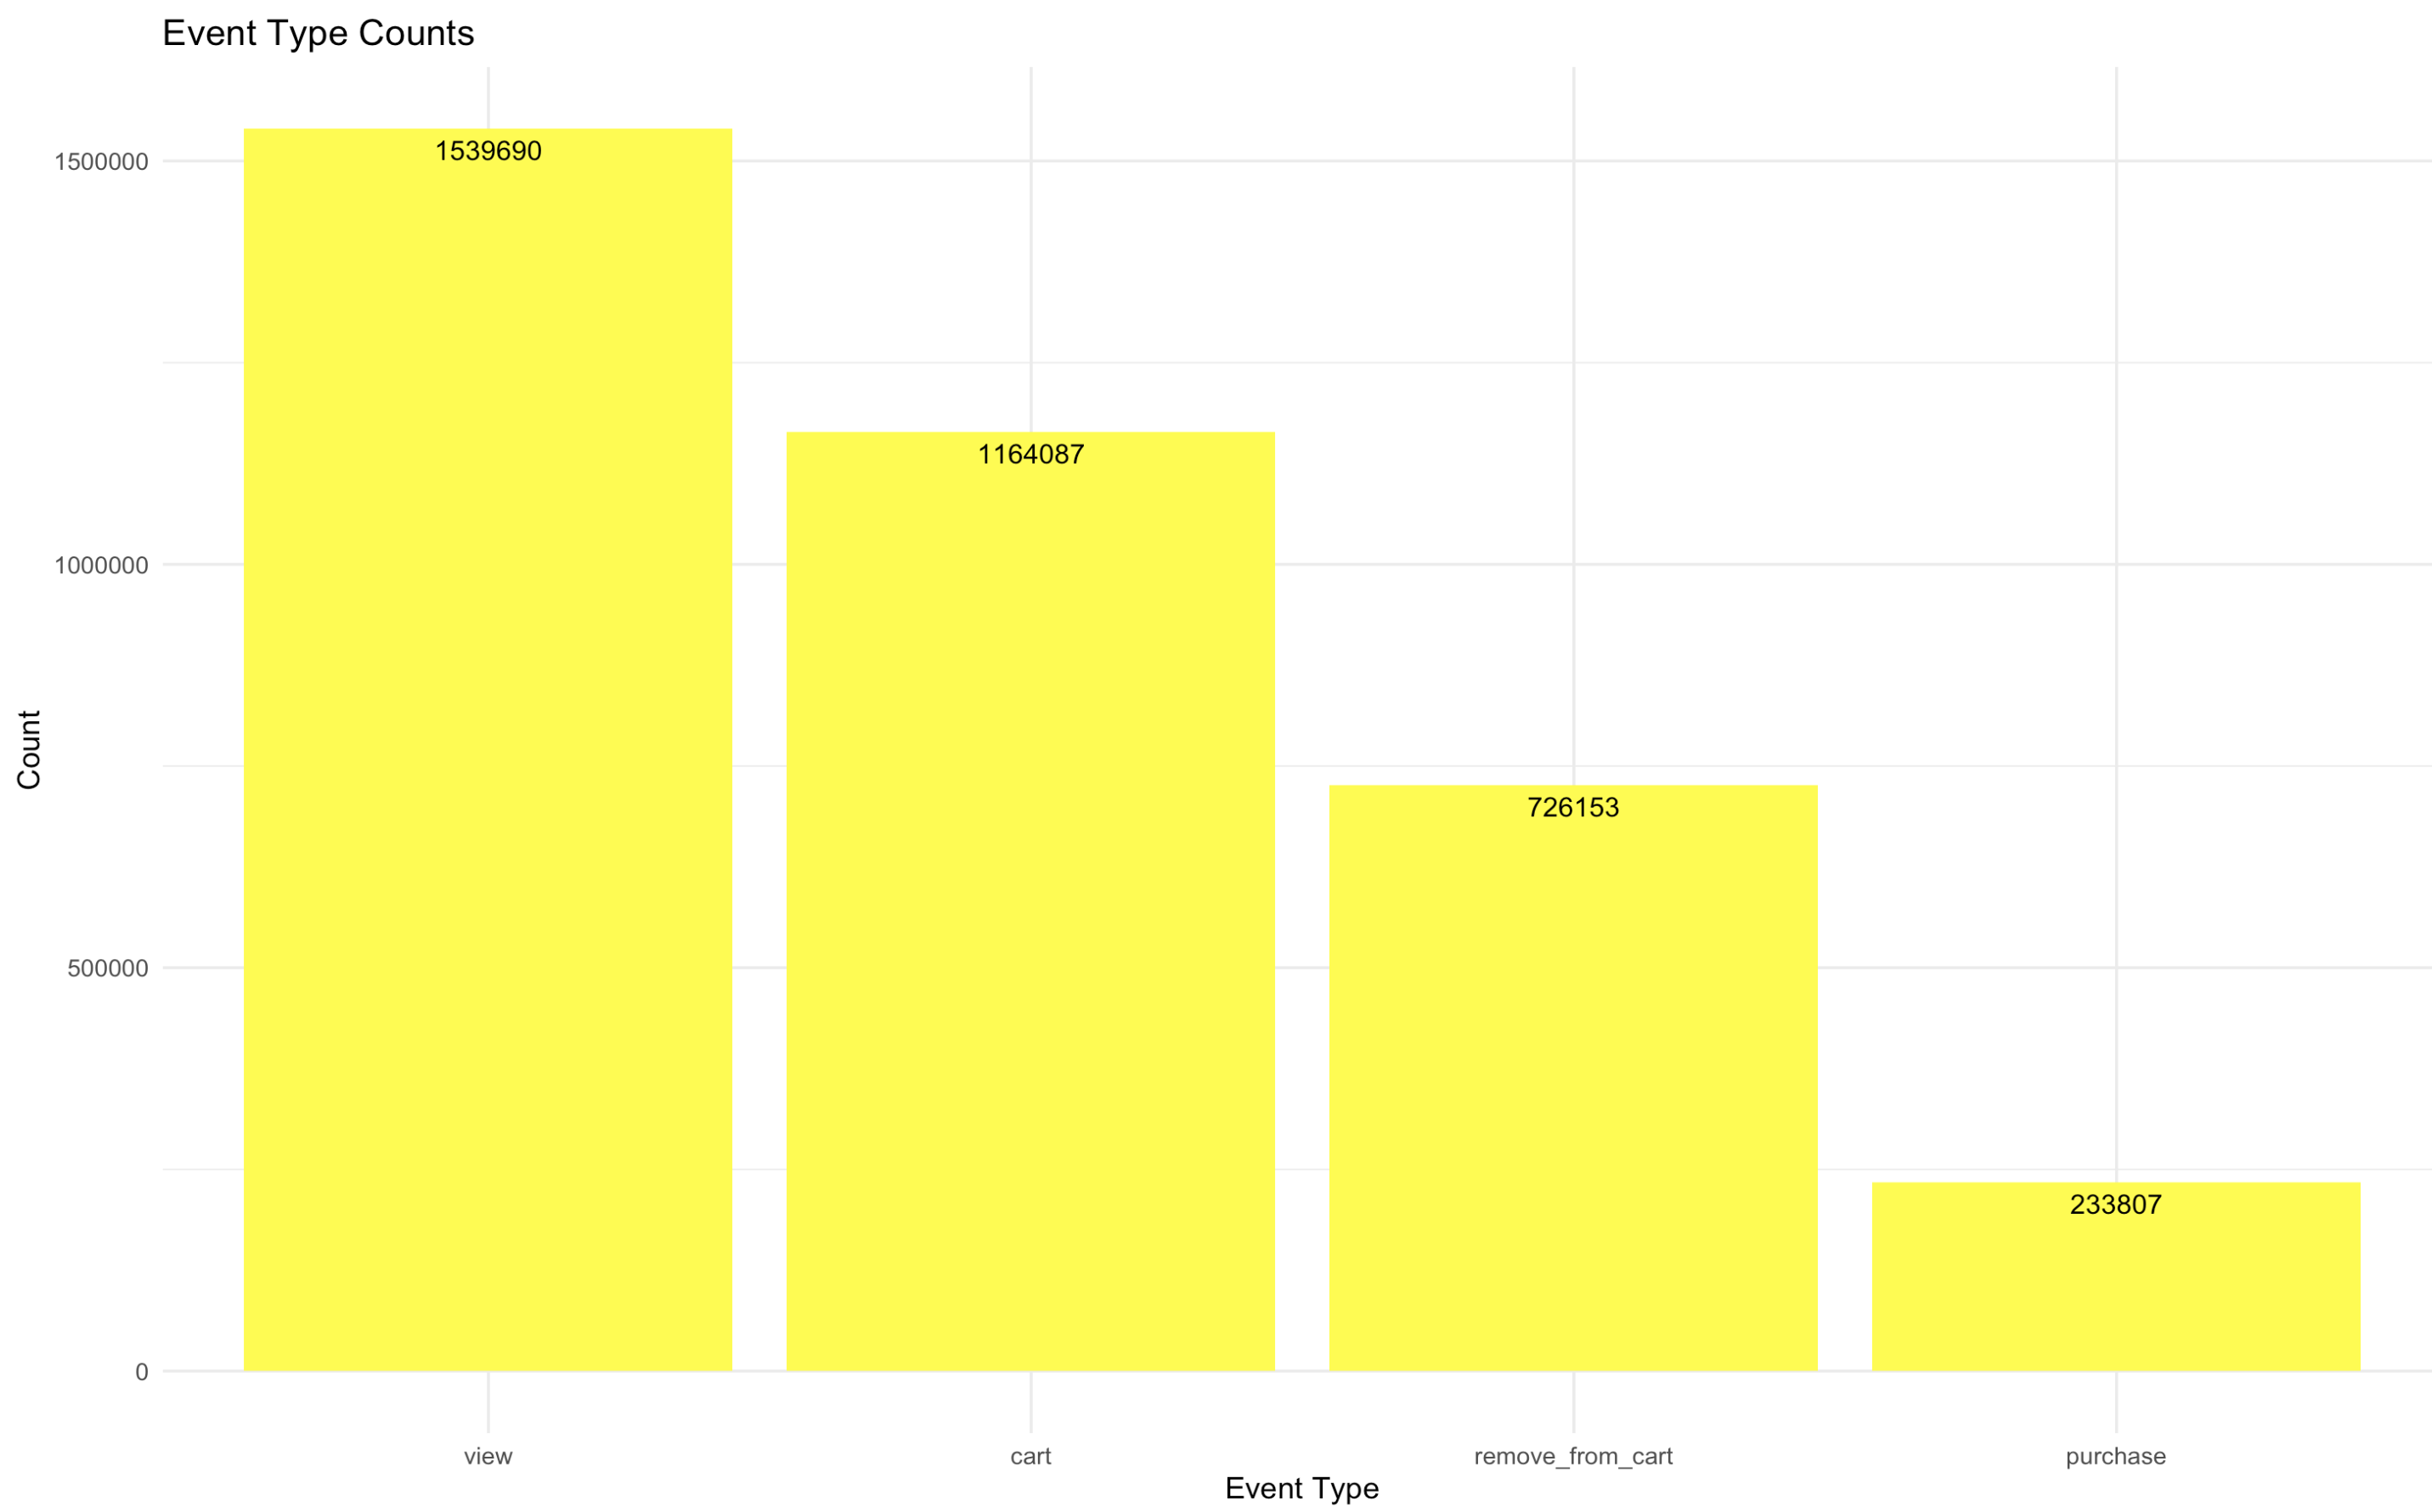 Event Type Counts
1500000
1000000
500000
0
Count
1539690
1164087
726153
233807
view
cart
remove_from_cart
purchase
Event Type